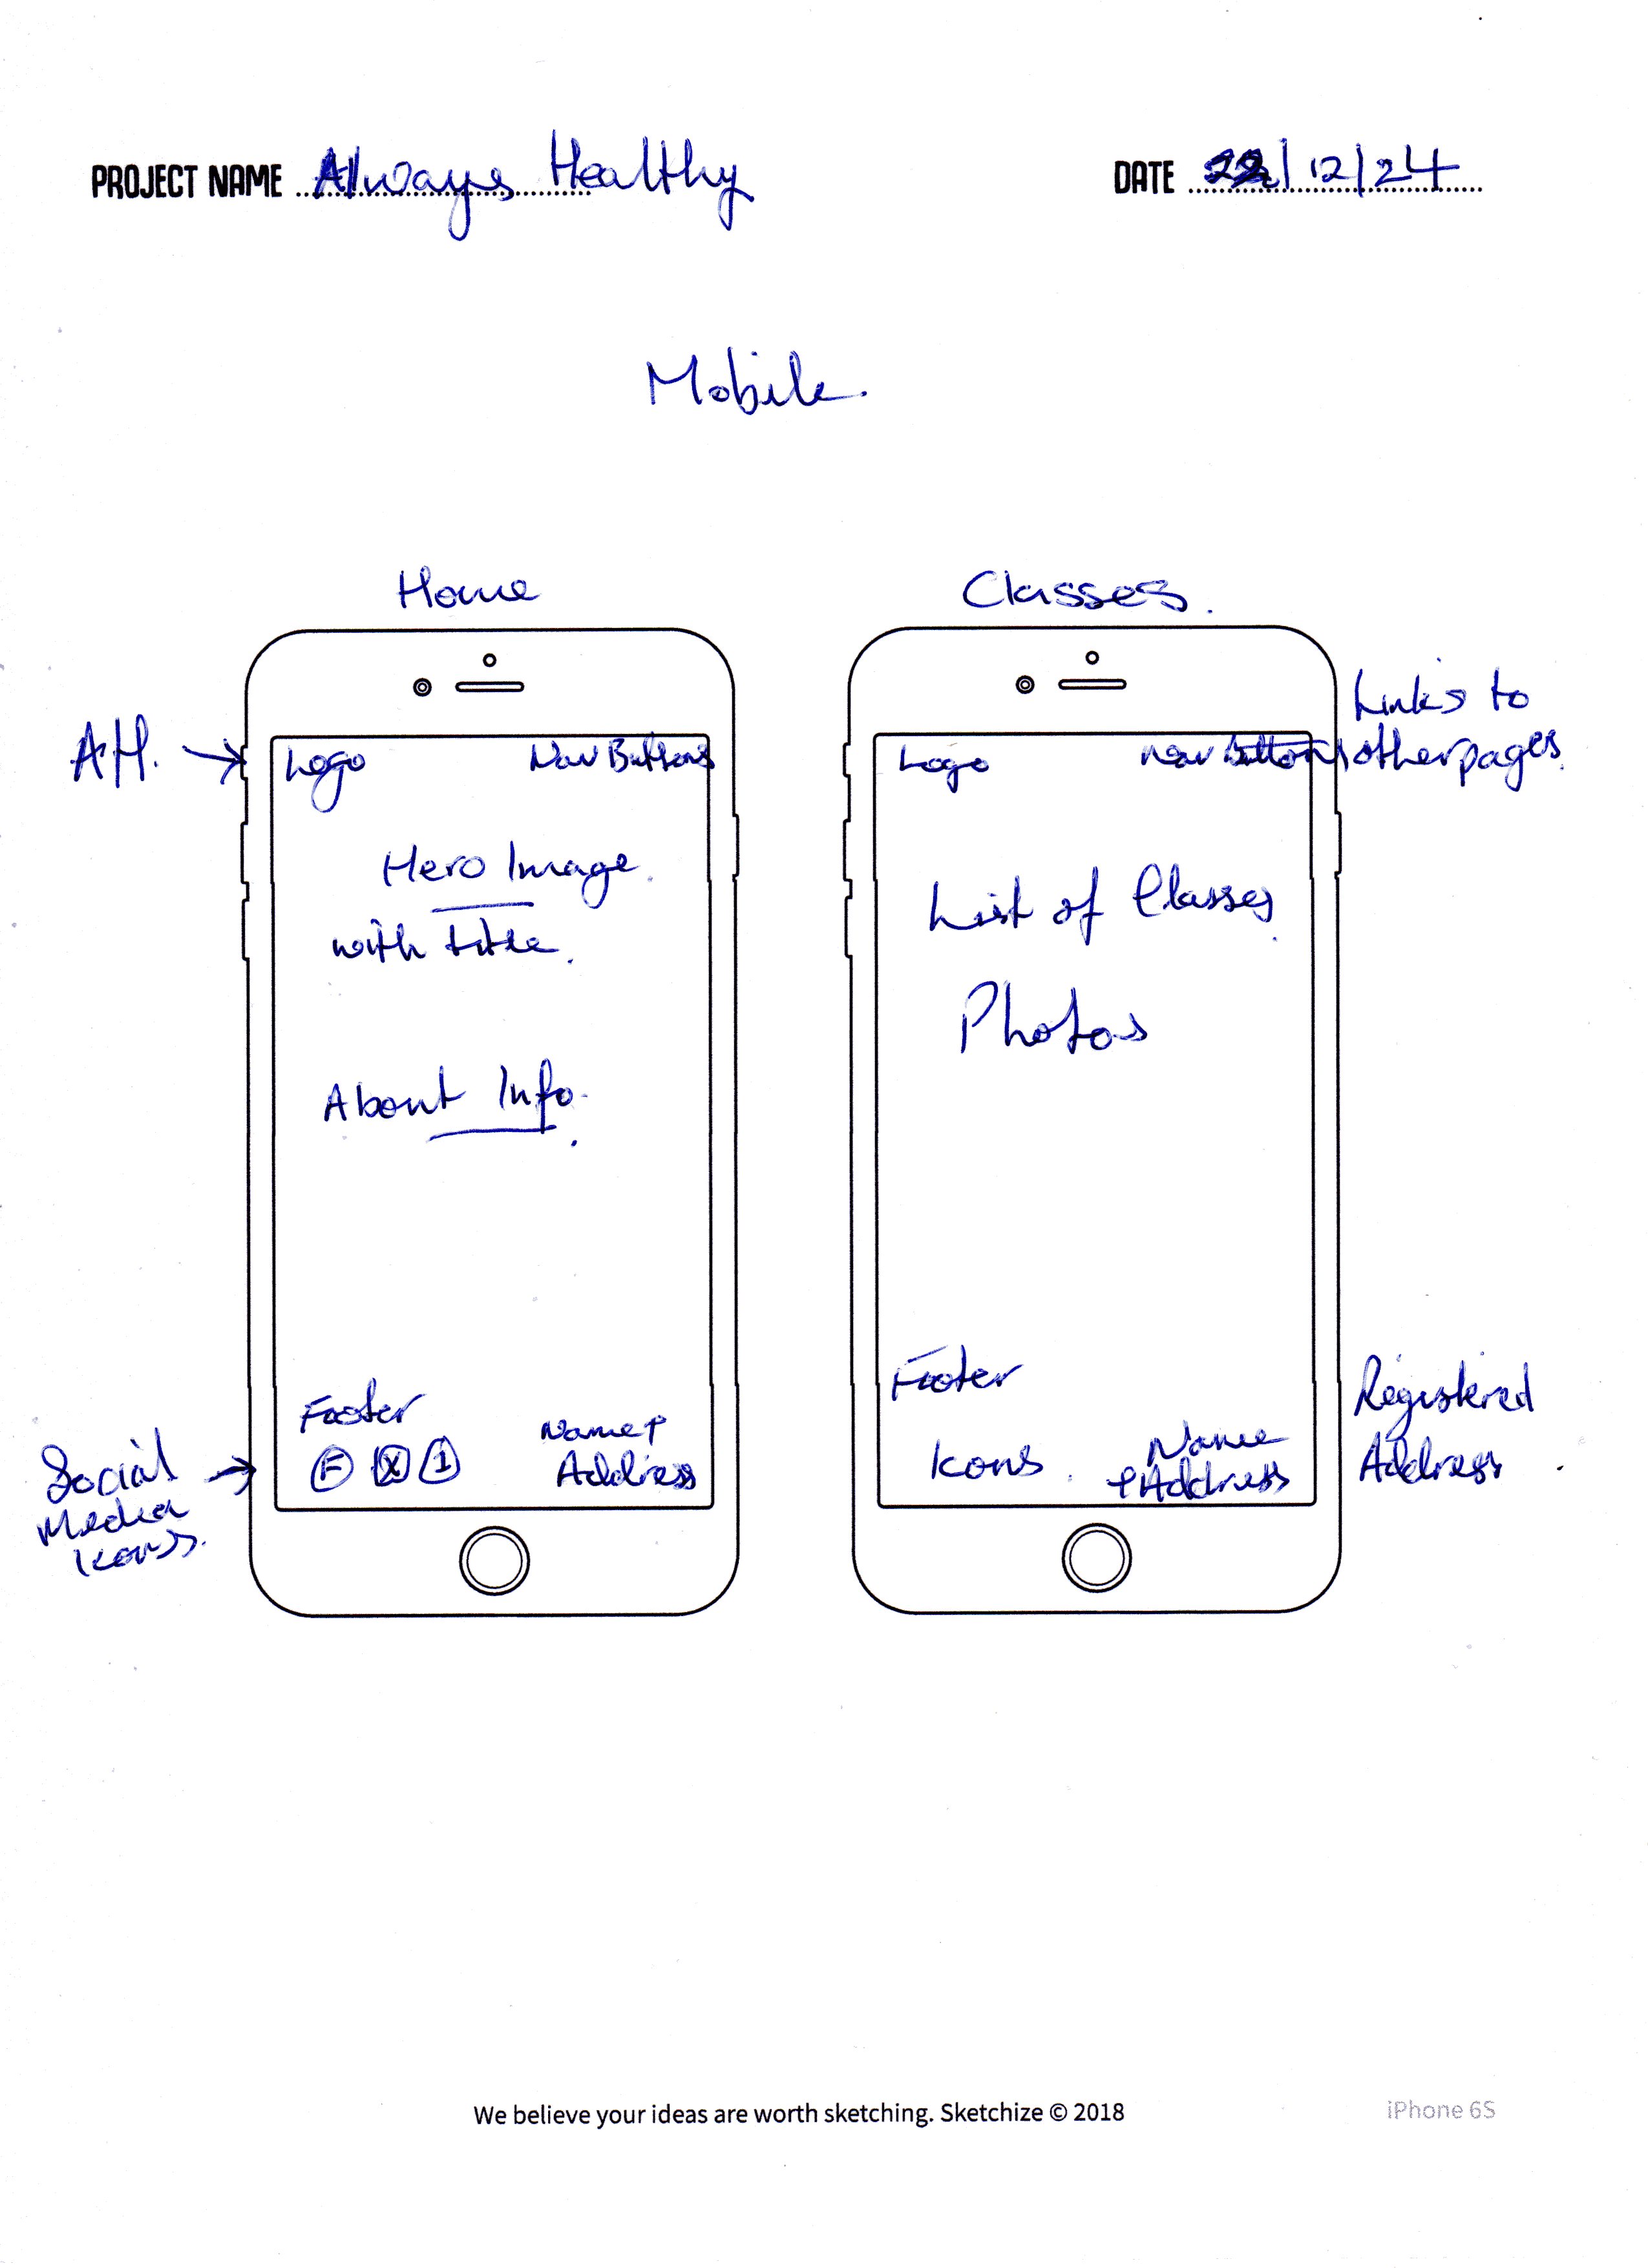 PROJECT NAME Always Healthy
DATE 22/12/24
Mobile.
Home
Classes.
A.H.
Logo
Nav Buttons
Hero Image.
with title.
About Info.
Footer
F X I
Name &
Address
Social
Media
Icons.
Logo
Nav Buttons
Links to
other pages.
List of Classes
Photos
Footer
Icons.
Name
& Address
Registered
Address
We believe your ideas are worth sketching. Sketchize © 2018
iPhone 6S